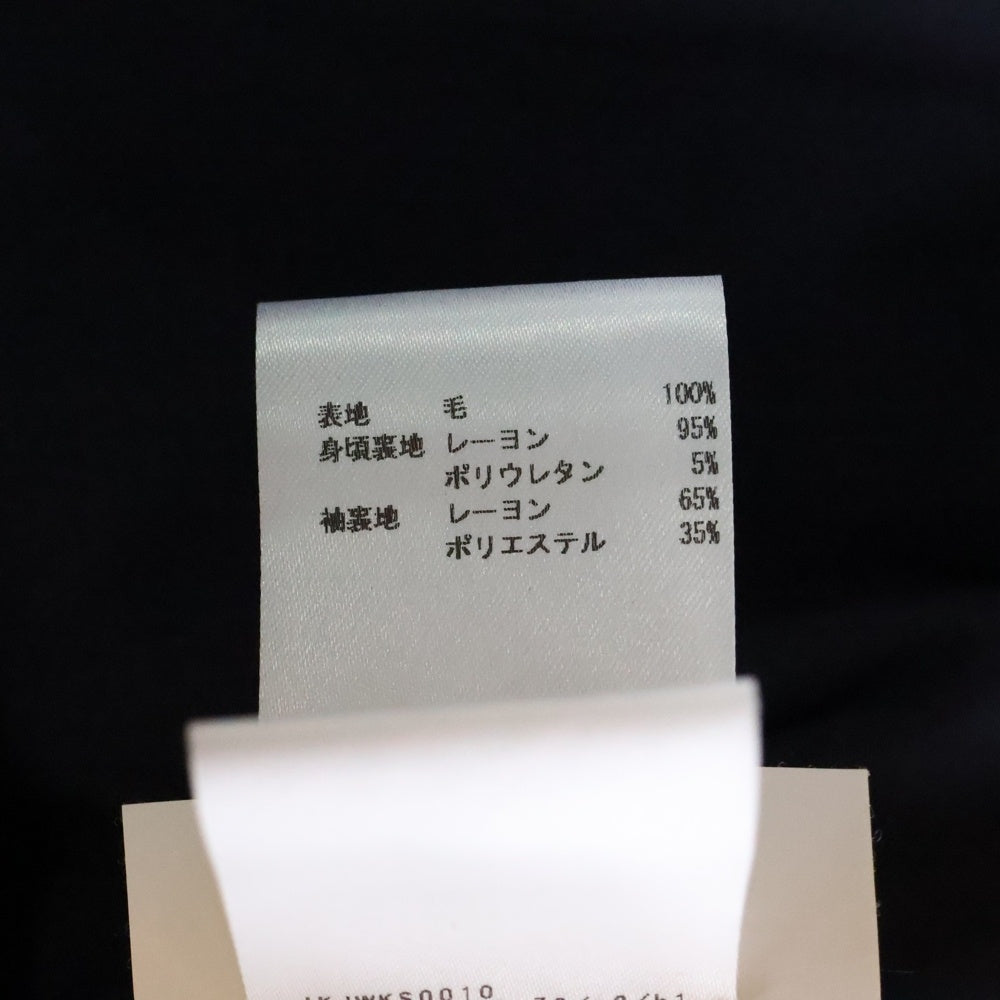 表地 毛 100%
身頃裏地 レーヨン 95%
ポリウレタン 5%
袖裏地 レーヨン 65%
ポリエステル 35%